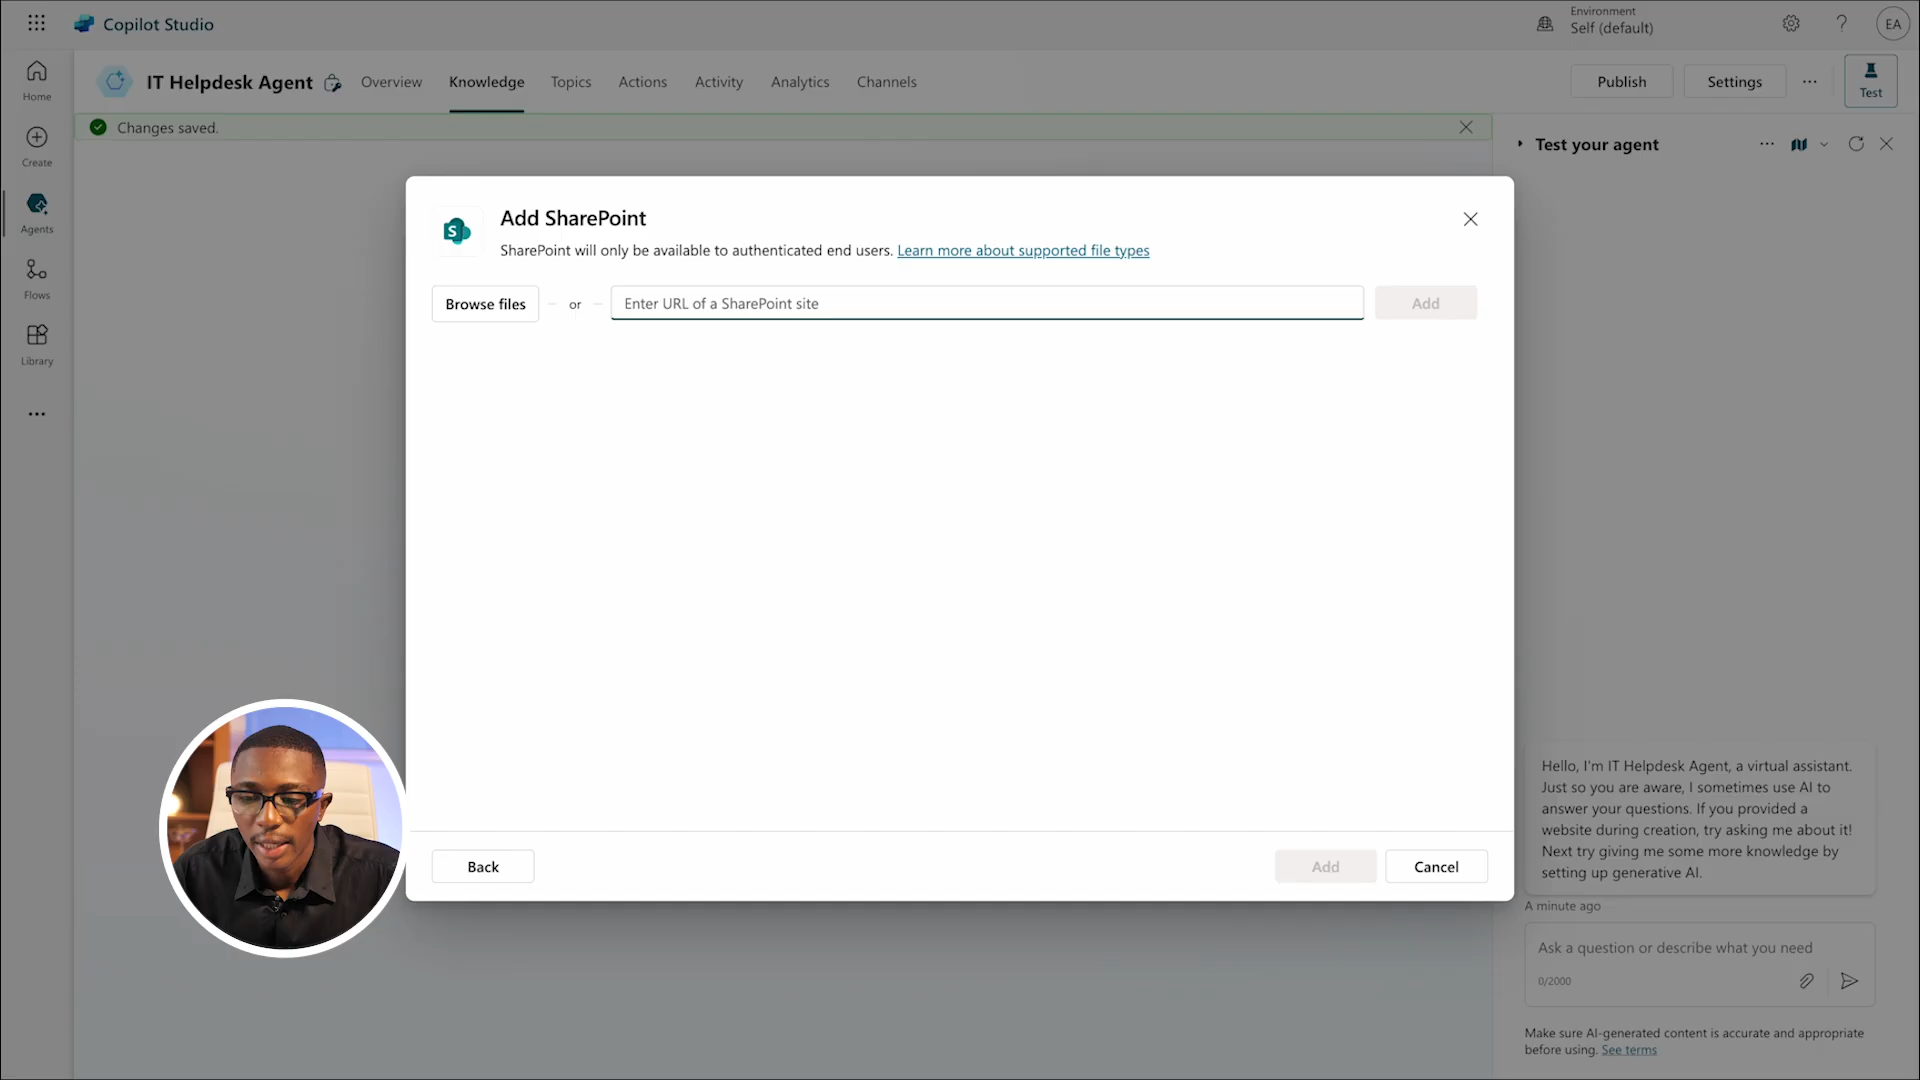 Copilot Studio
Environment
Self (default)
EA
Home
Create
Agents
Flows
Library
IT Helpdesk Agent
Overview
Knowledge
Topics
Actions
Activity
Analytics
Channels
Publish
Settings
Test
Changes saved.
Test your agent
S
Add SharePoint
SharePoint will only be available to authenticated end users. Learn more about supported file types
Browse files
or
Enter URL of a SharePoint site
Add
Back
Add
Cancel
Hello, I'm IT Helpdesk Agent, a virtual assistant.
Just so you are aware, I sometimes use AI to
answer your questions. If you provided a
website during creation, try asking me about it!
Next try giving me some more knowledge by
setting up generative AI.
A minute ago
Ask a question or describe what you need
0/2000
Make sure AI-generated content is accurate and appropriate
before using. See terms